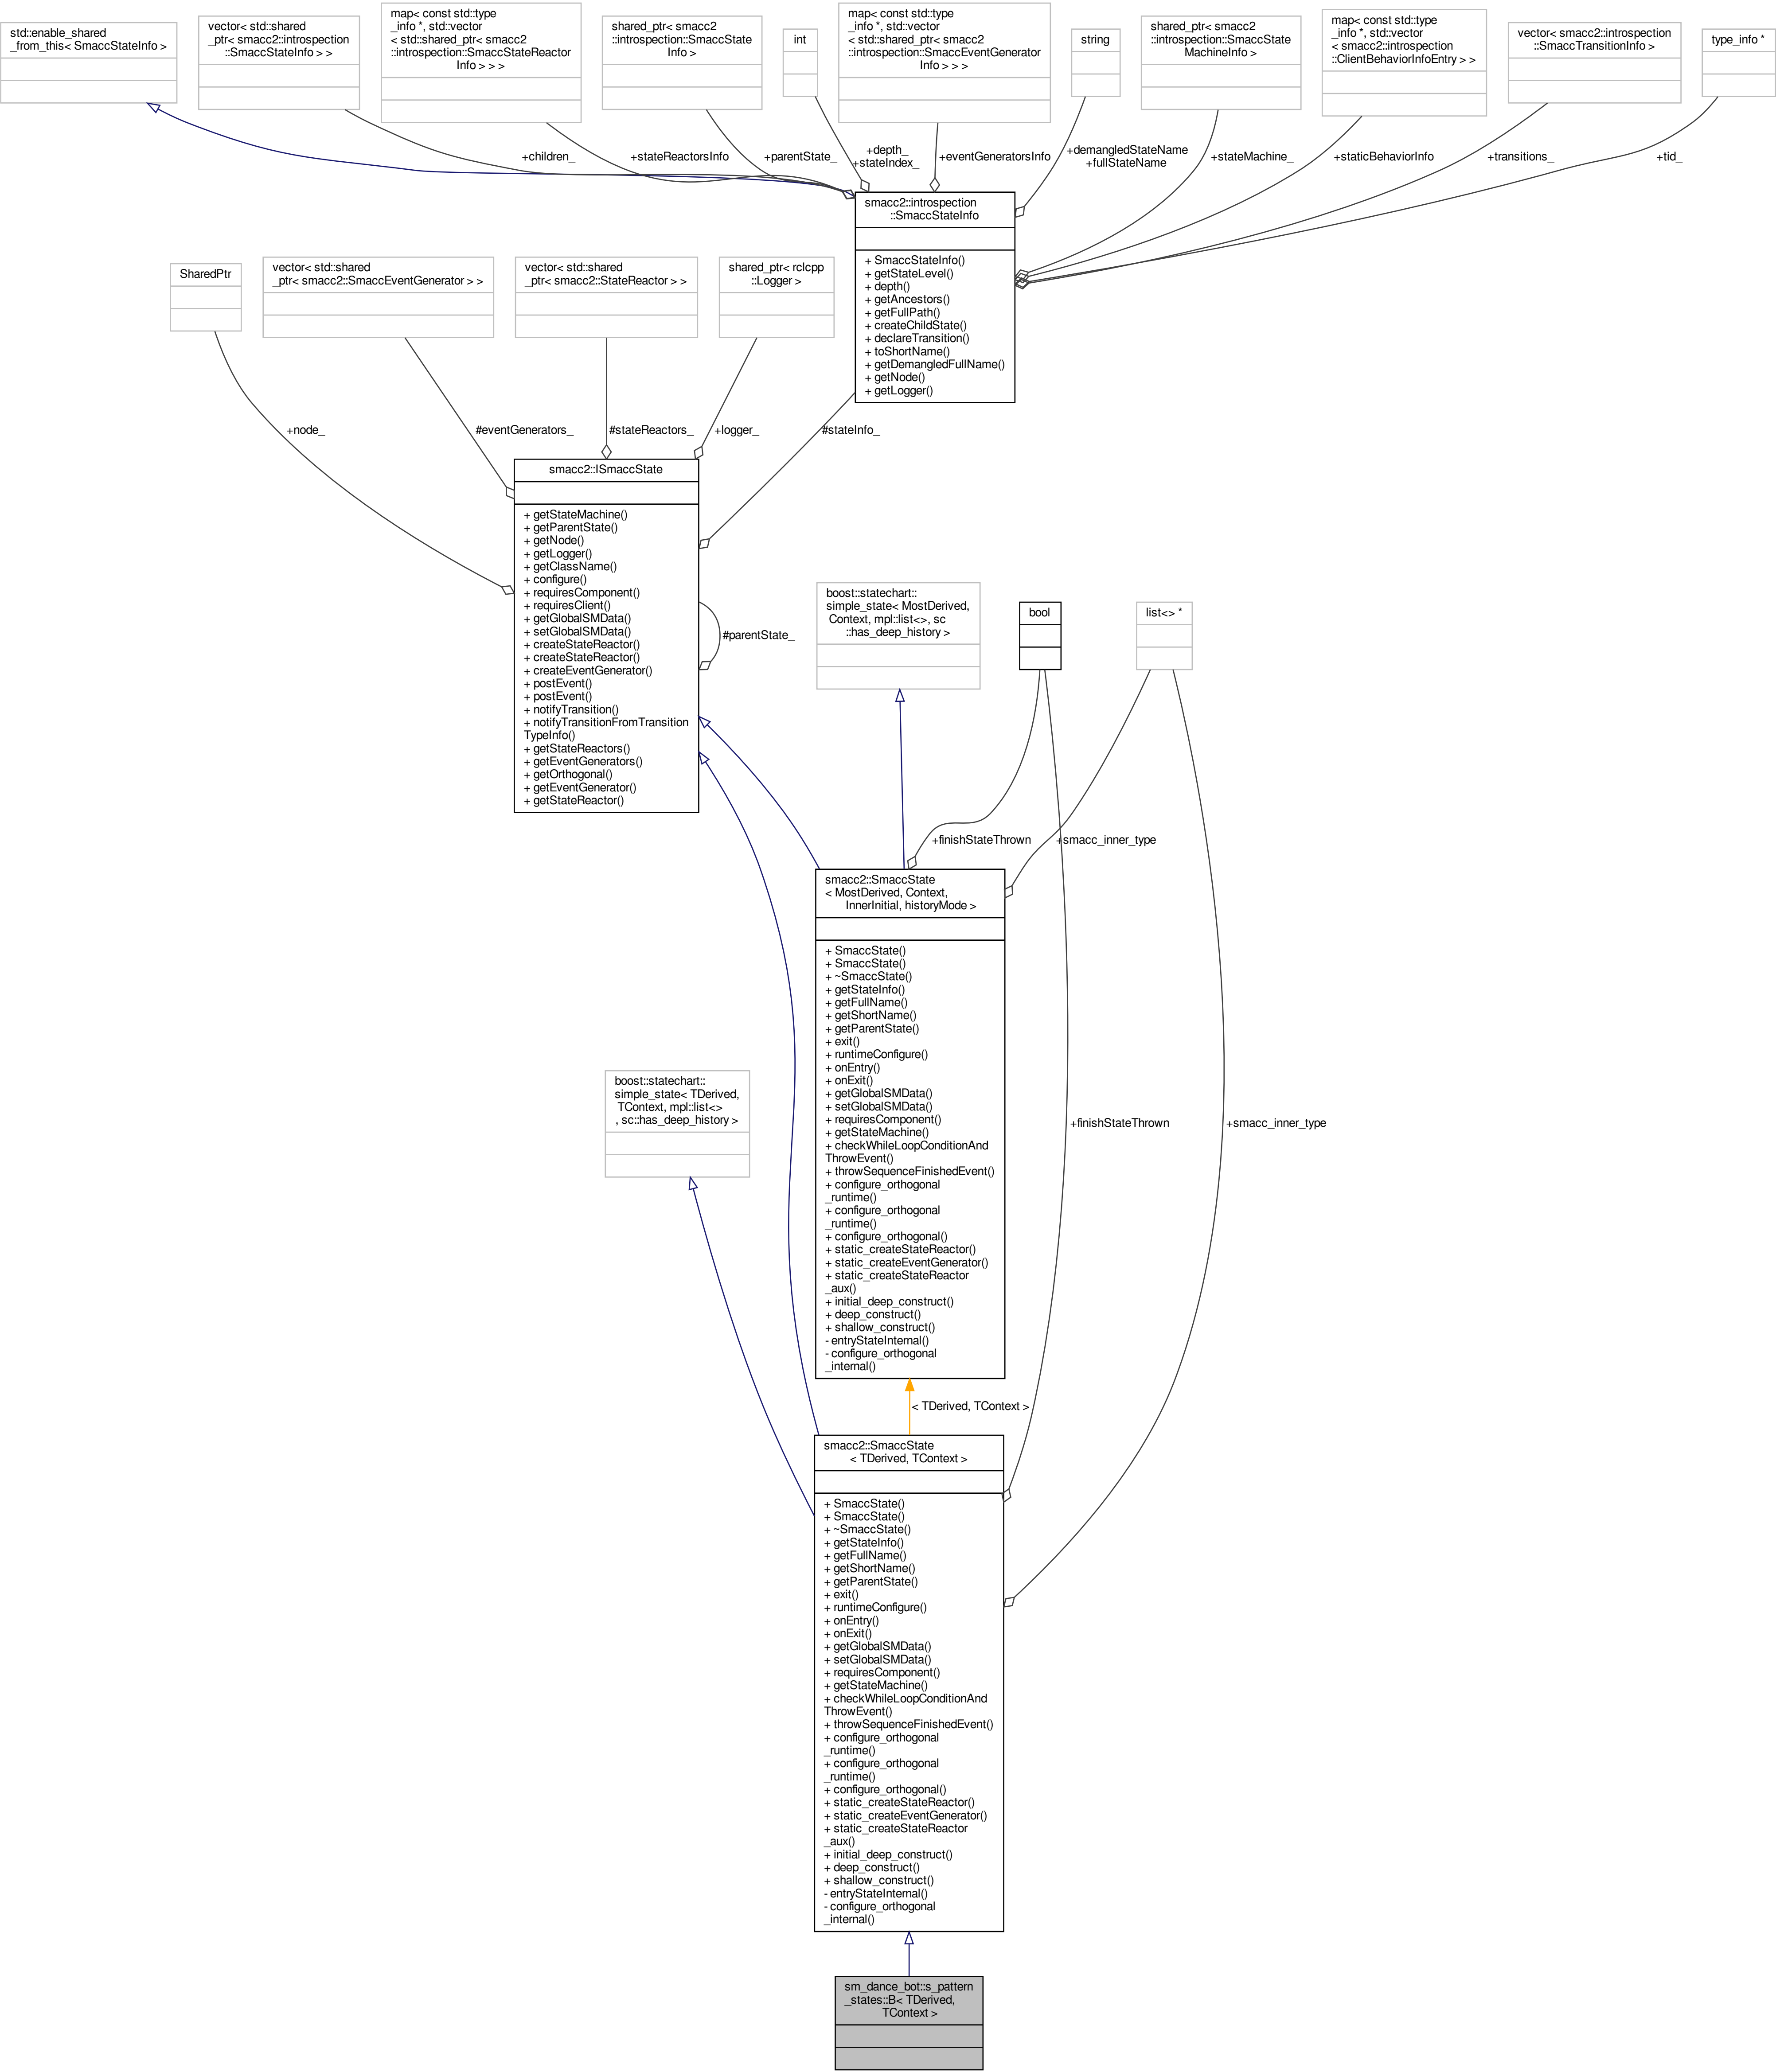 std::enable_shared
_from_this< SmaccStateInfo >
vector< std::shared
_ptr< smacc2::introspection
::SmaccStateInfo > >
map< const std::type
_info *, std::vector
< std::shared_ptr< smacc2
::introspection::SmaccStateReactor
Info > > >
shared_ptr< smacc2
::introspection::SmaccState
Info >
int
map< const std::type
_info *, std::vector
< std::shared_ptr< smacc2
::introspection::SmaccEventGenerator
Info > > >
string
shared_ptr< smacc2
::introspection::SmaccState
MachineInfo >
map< const std::type
_info *, std::vector
< smacc2::introspection
::ClientBehaviorInfoEntry > >
vector< smacc2::introspection
::SmaccTransitionInfo >
type_info *
+children_
+stateReactorsInfo
+parentState_
+depth_
+stateIndex_
+eventGeneratorsInfo
+demangledStateName
+fullStateName
+stateMachine_
+staticBehaviorInfo
+transitions_
+tid_
smacc2::introspection
::SmaccStateInfo
+ SmaccStateInfo()
+ getStateLevel()
+ depth()
+ getAncestors()
+ getFullPath()
+ createChildState()
+ declareTransition()
+ toShortName()
+ getDemangledFullName()
+ getNode()
+ getLogger()
SharedPtr
vector< std::shared
_ptr< smacc2::SmaccEventGenerator > >
vector< std::shared
_ptr< smacc2::StateReactor > >
shared_ptr< rclcpp
::Logger >
+node_
#eventGenerators_
#stateReactors_
+logger_
#stateInfo_
smacc2::ISmaccState
+ getStateMachine()
+ getParentState()
+ getNode()
+ getLogger()
+ getClassName()
+ configure()
+ requiresComponent()
+ requiresClient()
+ getGlobalSMData()
+ setGlobalSMData()
+ createStateReactor()
+ createStateReactor()
+ createEventGenerator()
+ postEvent()
+ postEvent()
+ notifyTransition()
+ notifyTransitionFromTransition
TypeInfo()
+ getStateReactors()
+ getEventGenerators()
+ getOrthogonal()
+ getEventGenerator()
+ getStateReactor()
#parentState_
boost::statechart::
simple_state< MostDerived,
Context, mpl::list<>, sc
::has_deep_history >
bool
list<> *
+finishStateThrown
+smacc_inner_type
smacc2::SmaccState
< MostDerived, Context,
InnerInitial, historyMode >
+ SmaccState()
+ SmaccState()
+ ~SmaccState()
+ getStateInfo()
+ getFullName()
+ getShortName()
+ getParentState()
+ exit()
+ runtimeConfigure()
+ onEntry()
+ onExit()
+ getGlobalSMData()
+ setGlobalSMData()
+ requiresComponent()
+ getStateMachine()
+ checkWhileLoopConditionAnd
ThrowEvent()
+ throwSequenceFinishedEvent()
+ configure_orthogonal
_runtime()
+ configure_orthogonal
_runtime()
+ configure_orthogonal()
+ static_createStateReactor()
+ static_createEventGenerator()
+ static_createStateReactor
_aux()
+ initial_deep_construct()
+ deep_construct()
+ shallow_construct()
- entryStateInternal()
- configure_orthogonal
_internal()
boost::statechart::
simple_state< TDerived,
TContext, mpl::list<>
, sc::has_deep_history >
+finishStateThrown
+smacc_inner_type
< TDerived, TContext >
smacc2::SmaccState
< TDerived, TContext >
+ SmaccState()
+ SmaccState()
+ ~SmaccState()
+ getStateInfo()
+ getFullName()
+ getShortName()
+ getParentState()
+ exit()
+ runtimeConfigure()
+ onEntry()
+ onExit()
+ getGlobalSMData()
+ setGlobalSMData()
+ requiresComponent()
+ getStateMachine()
+ checkWhileLoopConditionAnd
ThrowEvent()
+ throwSequenceFinishedEvent()
+ configure_orthogonal
_runtime()
+ configure_orthogonal
_runtime()
+ configure_orthogonal()
+ static_createStateReactor()
+ static_createEventGenerator()
+ static_createStateReactor
_aux()
+ initial_deep_construct()
+ deep_construct()
+ shallow_construct()
- entryStateInternal()
- configure_orthogonal
_internal()
sm_dance_bot::s_pattern
_states::B< TDerived,
TContext >